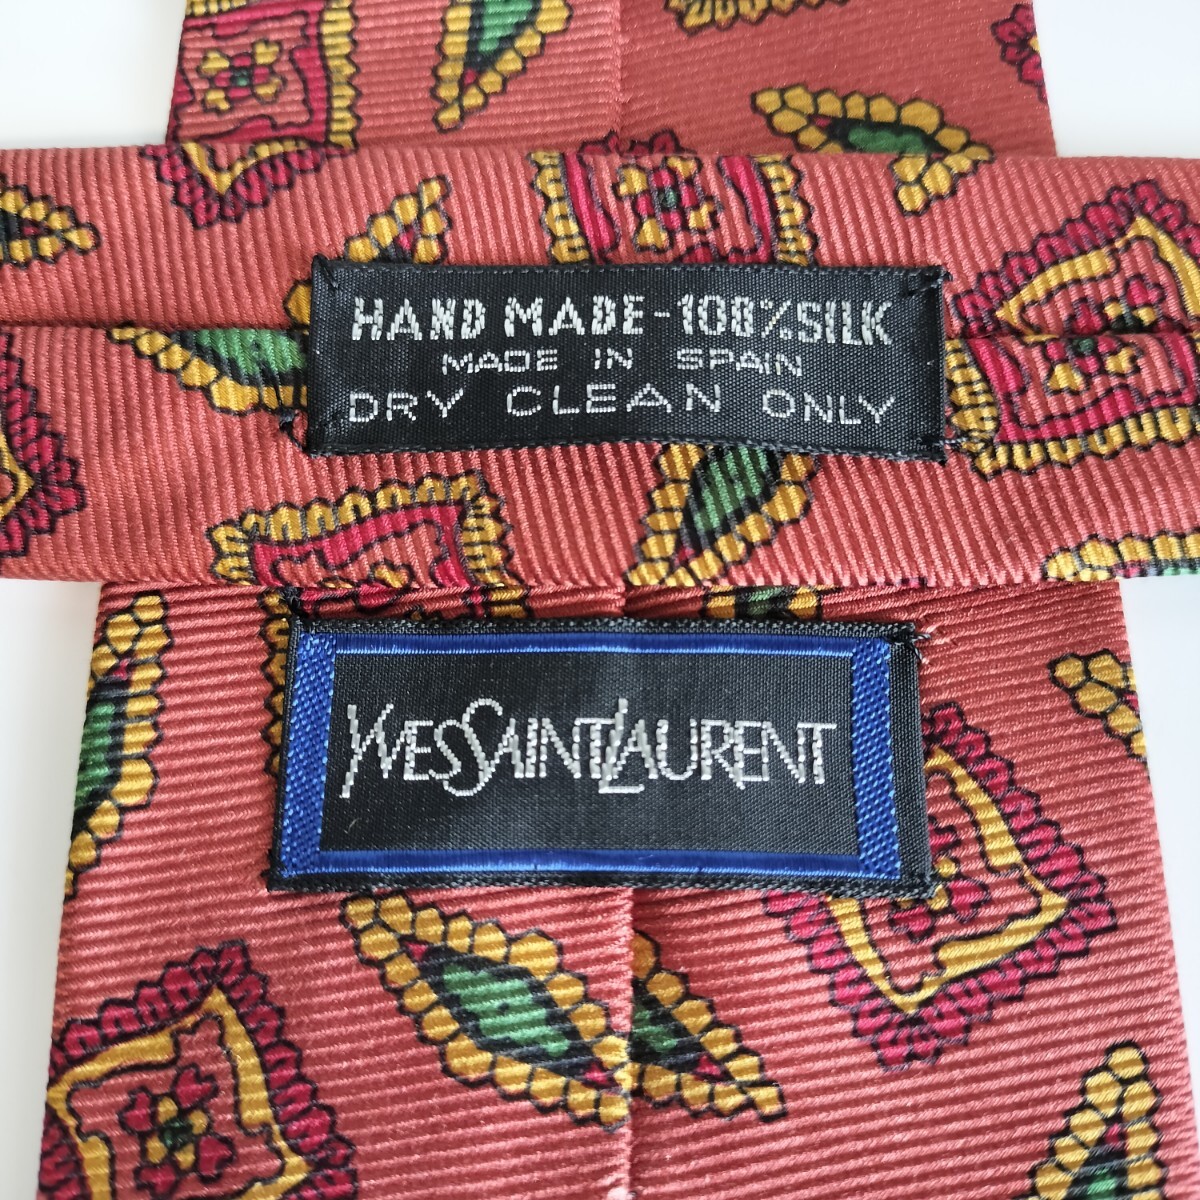 HAND MADE-100%SILK
MADE IN SPAIN
DRY CLEAN ONLY
YVESSAINTLAURENT